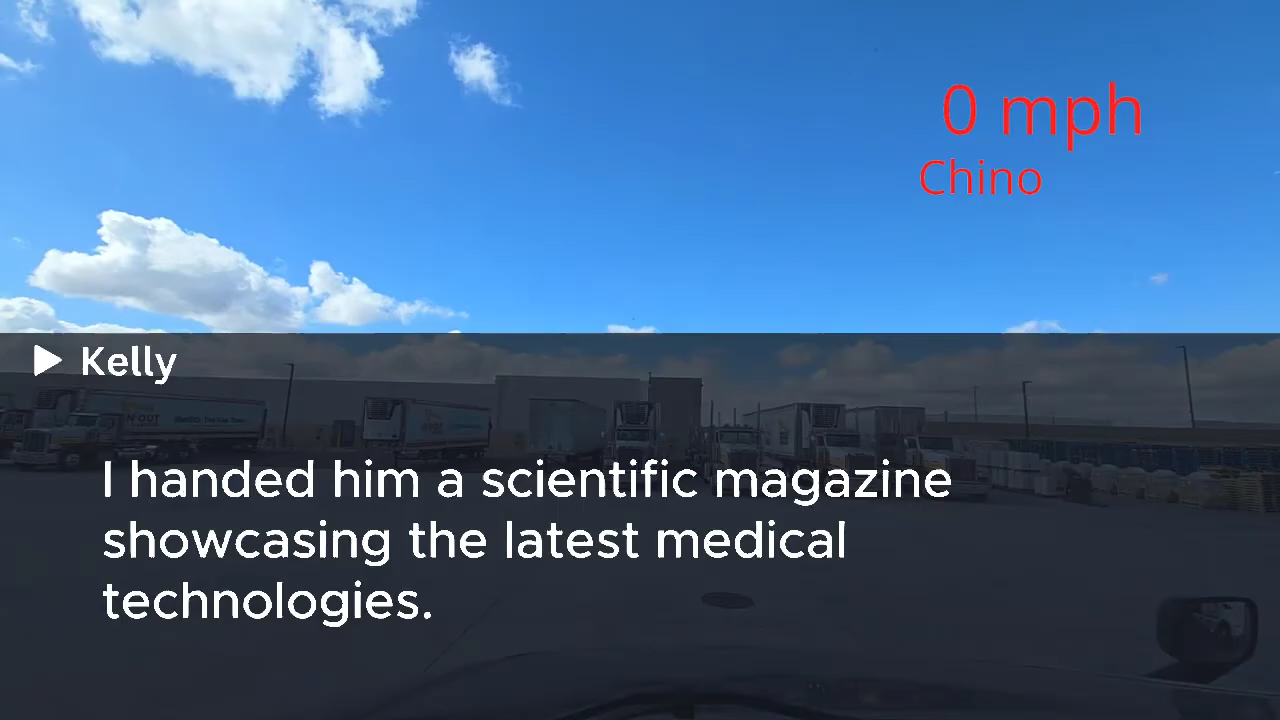 0 mph
Chino
Kelly
I handed him a scientific magazine
showcasing the latest medical
technologies.